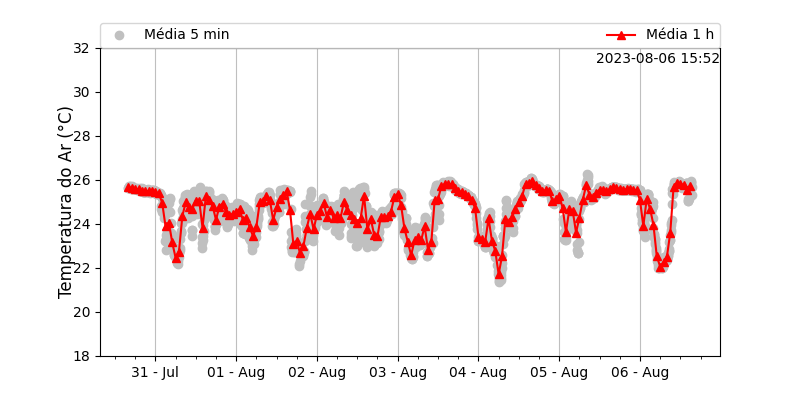 Média 5 min
Média 1 h
2023-08-06 15:52
Temperatura do Ar (°C)
32
30
28
26
24
22
20
18
31 - Jul
01 - Aug
02 - Aug
03 - Aug
04 - Aug
05 - Aug
06 - Aug